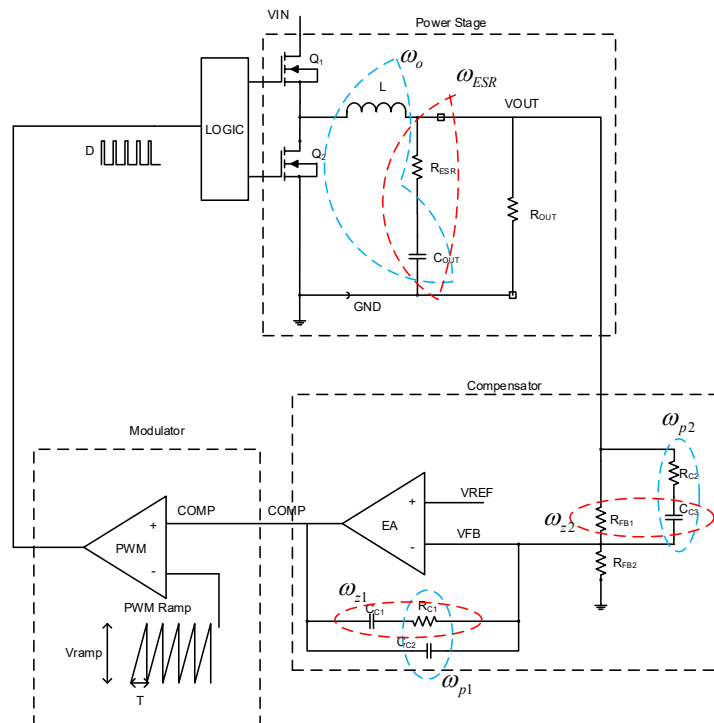 VIN
Power Stage
Q1
ωo
ωESR
L
VOUT
LOGIC
D
Q2
RESR
ROUT
COUT
GND
Compensator
Modulator
ωp2
RC2
COMP
COMP
VREF
CC3
+
+
EA
ωz2
RFB1
PWM
VFB
-
-
RFB2
ωz1
PWM Ramp
CC1
RC1
Vramp
CC2
ωp1
T